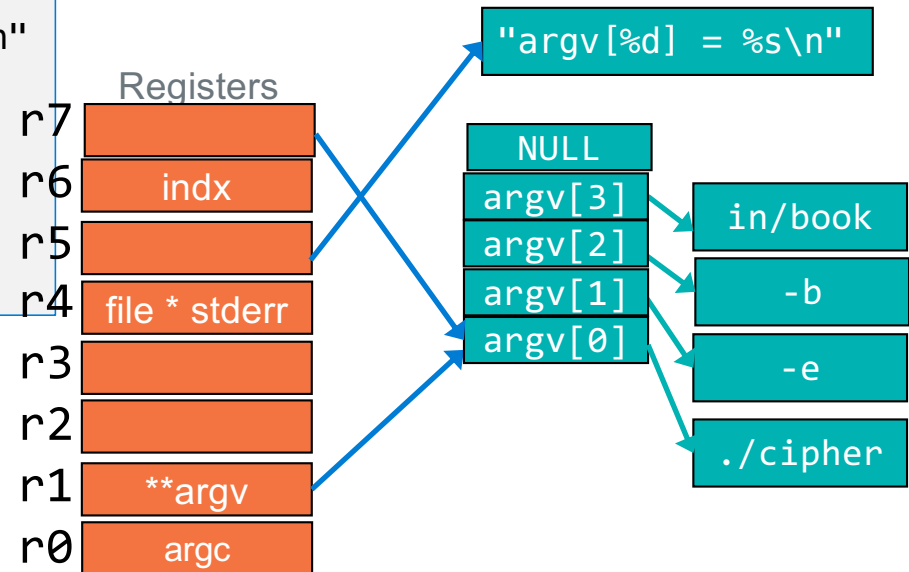 n"
Registers
r7
r6 indx
r5
r4 file * stderr
r3
r2
r1 **argv
r0 argc
"argv[%d] = %s\n"
NULL
argv[3]
argv[2]
argv[1]
argv[0]
in/book
-b
-e
./cipher